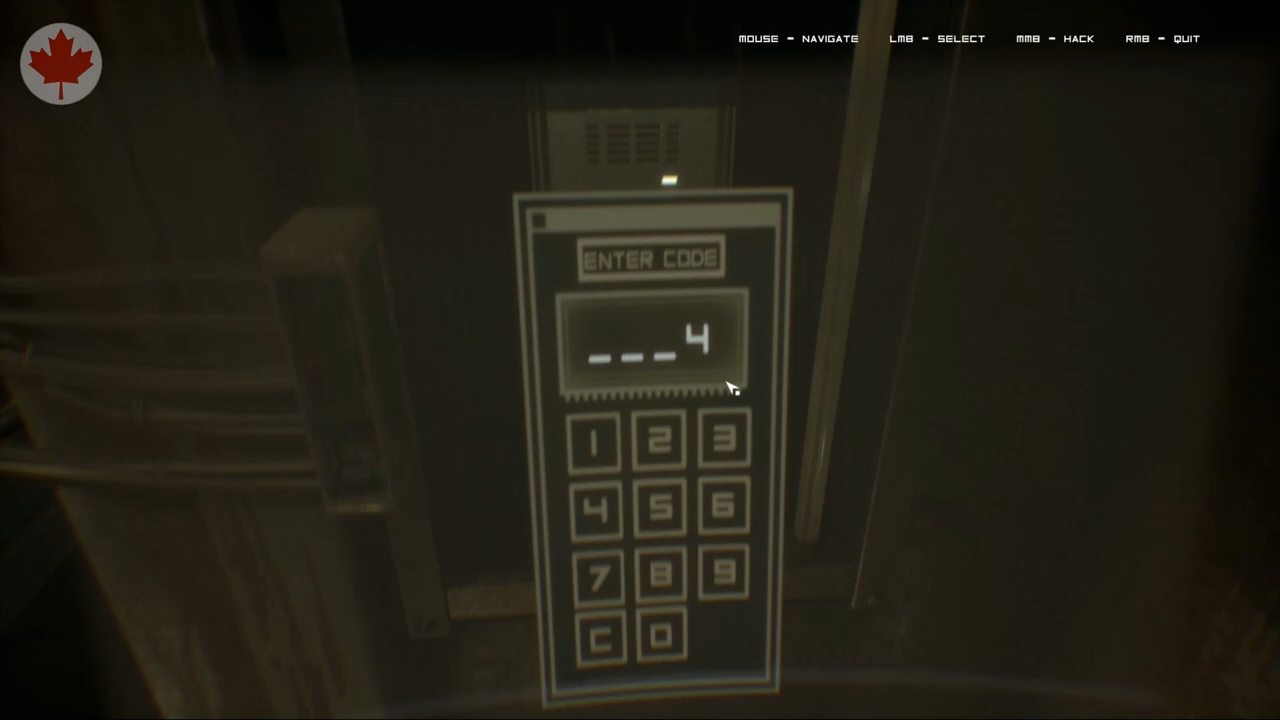 MOUSE - NAVIGATE LMB - SELECT MMB - HACK RMB - QUIT
ENTER CODE
_ _ _ 4
1 2 3
4 5 6
7 8 9
C 0